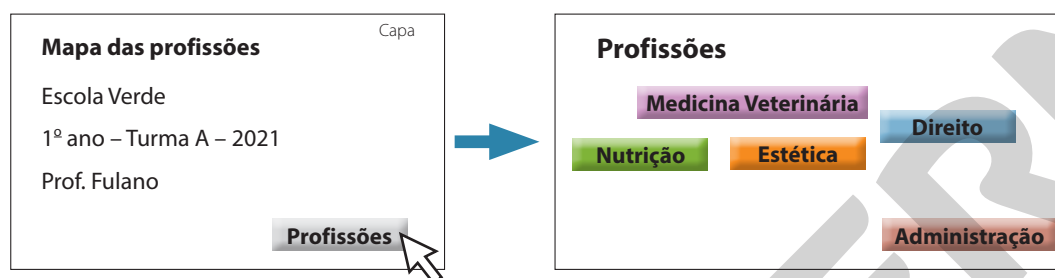 Capa
Mapa das profissões
Escola Verde
1º ano – Turma A – 2021
Prof. Fulano
Profissões
Profissões
Medicina Veterinária
Direito
Nutrição
Estética
Administração